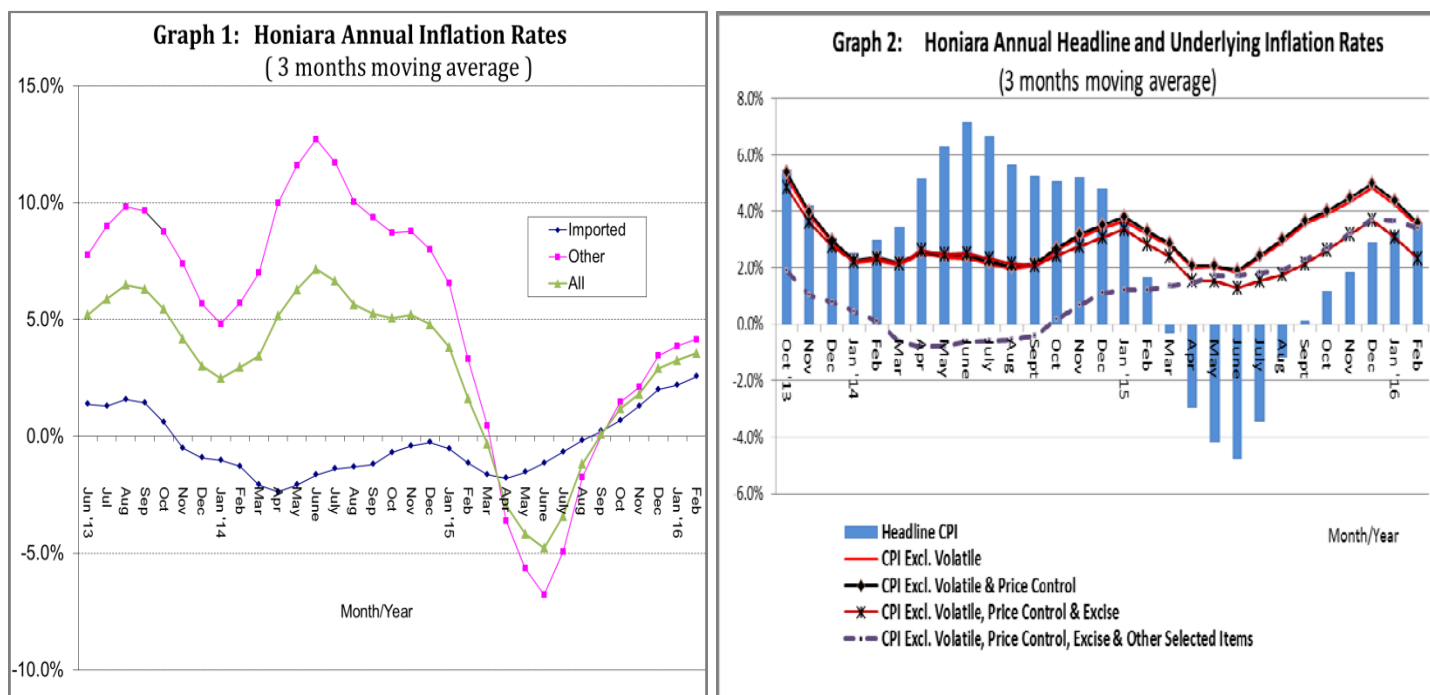 Graph 1: Honiara Annual Inflation Rates
( 3 months moving average )
15.0%
10.0%
5.0%
0.0%
-5.0%
-10.0%
Imported
Other
All
Jun '13
Jul
Aug
Sep
Oct
Nov
Dec
Jan '14
Feb
Mar
Apr
May
June
July
Aug
Sep
Oct
Nov
Dec
Jan '15
Feb
Mar
Apr
May
June
July
Aug
Sep
Oct
Nov
Dec
Jan '16
Feb
Month/Year
Graph 2: Honiara Annual Headline and Underlying Inflation Rates
(3 months moving average)
8.0%
6.0%
4.0%
2.0%
0.0%
-2.0%
-4.0%
-6.0%
Oct '13
Nov
Dec
Jan '14
Feb
Mar
Apr
May
June
July
Aug
Sept
Oct
Nov
Dec
Jan '15
Feb
Mar
Apr
May
June
July
Aug
Sept
Oct
Nov
Dec
Jan '16
Feb
Month/Year
Headline CPI
CPI Excl. Volatile
CPI Excl. Volatile & Price Control
CPI Excl. Volatile, Price Control & Excise
CPI Excl. Volatile, Price Control, Excise & Other Selected Items